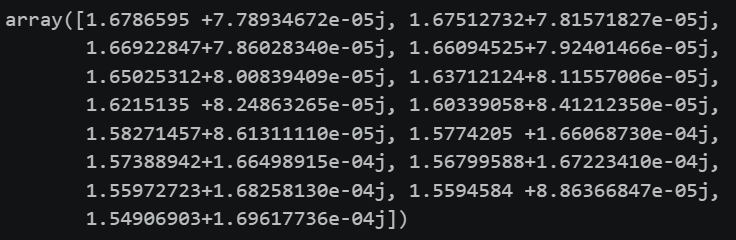 array([1.6786595 +7.78934672e-05j, 1.67512732+7.81571827e-05j,
       1.66922847+7.86028340e-05j, 1.66094525+7.92401466e-05j,
       1.65025312+8.00839409e-05j, 1.63712124+8.11557006e-05j,
       1.6215135 +8.24863265e-05j, 1.60339058+8.41212350e-05j,
       1.58271457+8.61311110e-05j, 1.5774205 +1.66068730e-04j,
       1.57388942+1.66498915e-04j, 1.56799588+1.67223410e-04j,
       1.55972723+1.68258130e-04j, 1.5594584 +8.86366847e-05j,
       1.54906903+1.69617736e-04j])